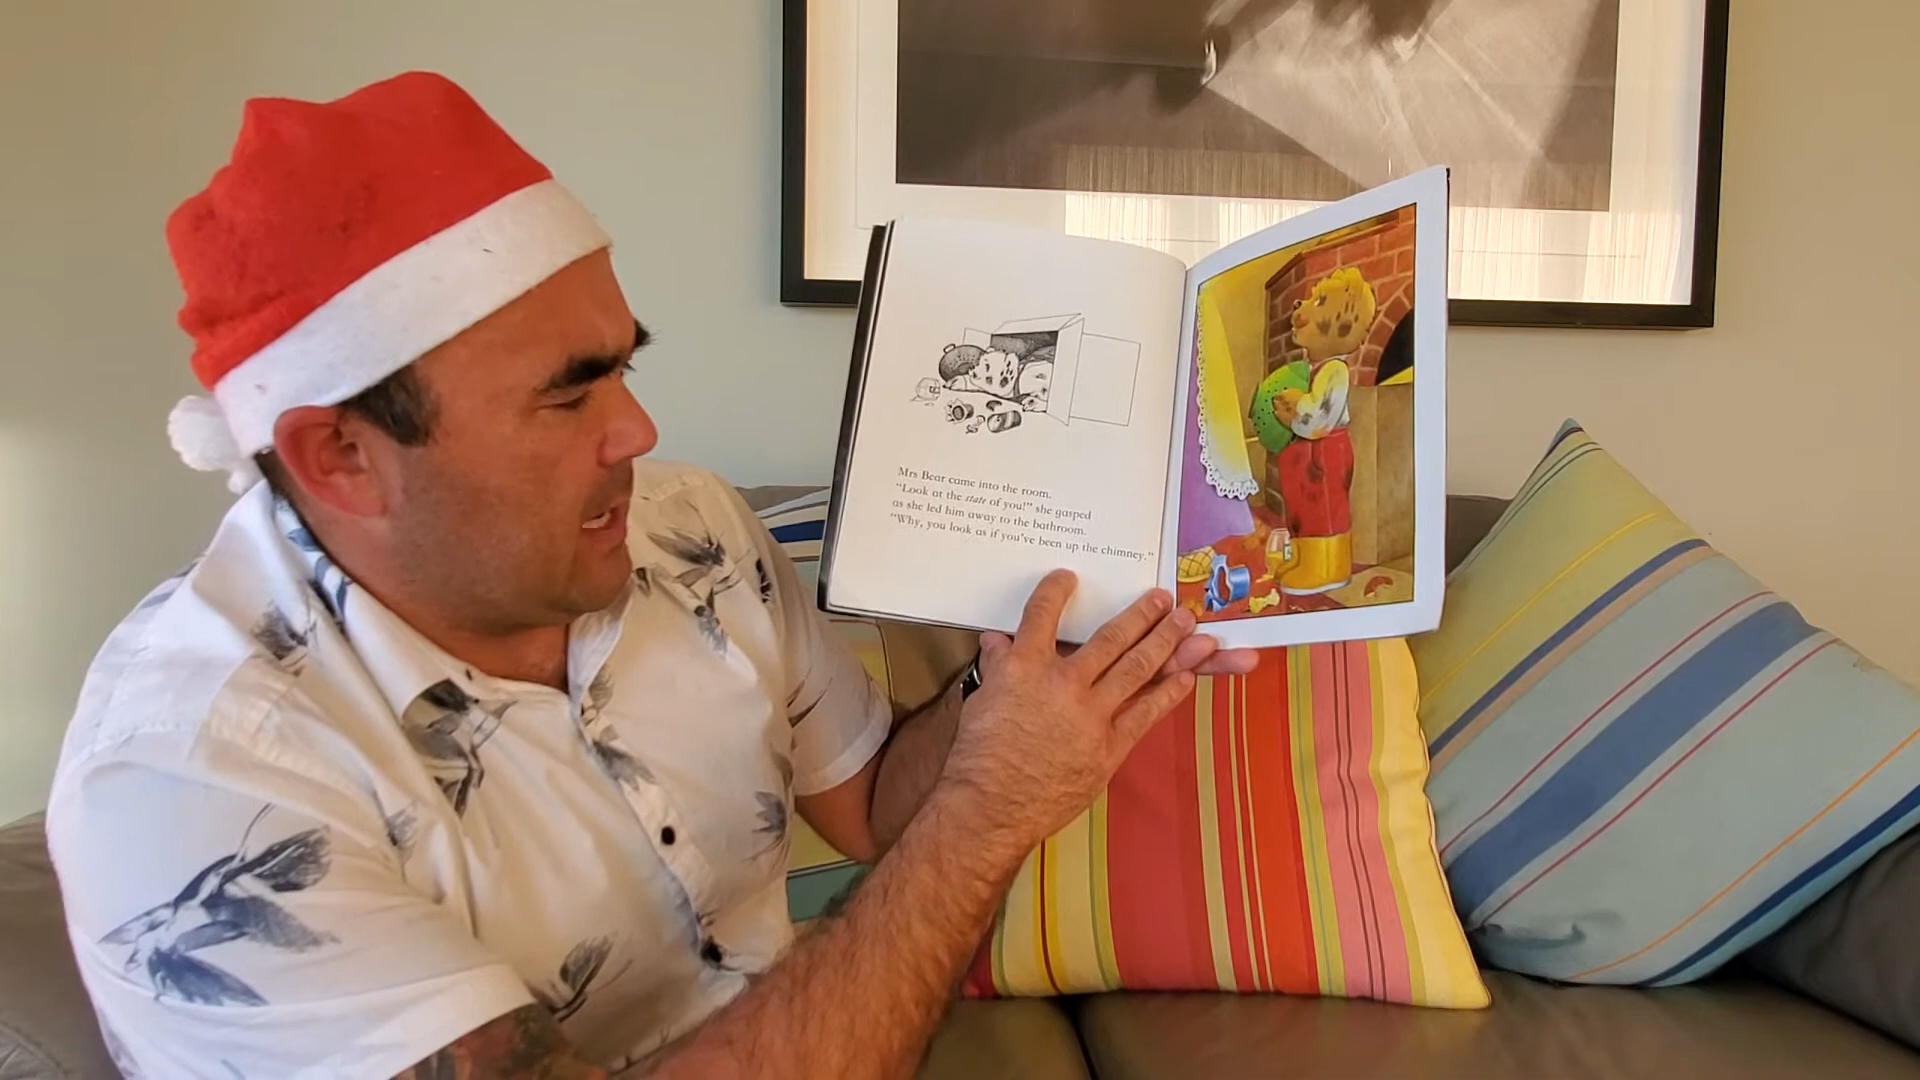 Mrs Bear came into the room.
"Look at the state of you!" she gasped
as she led him away to the bathroom.
"Why, you look as if you've been up the chimney."